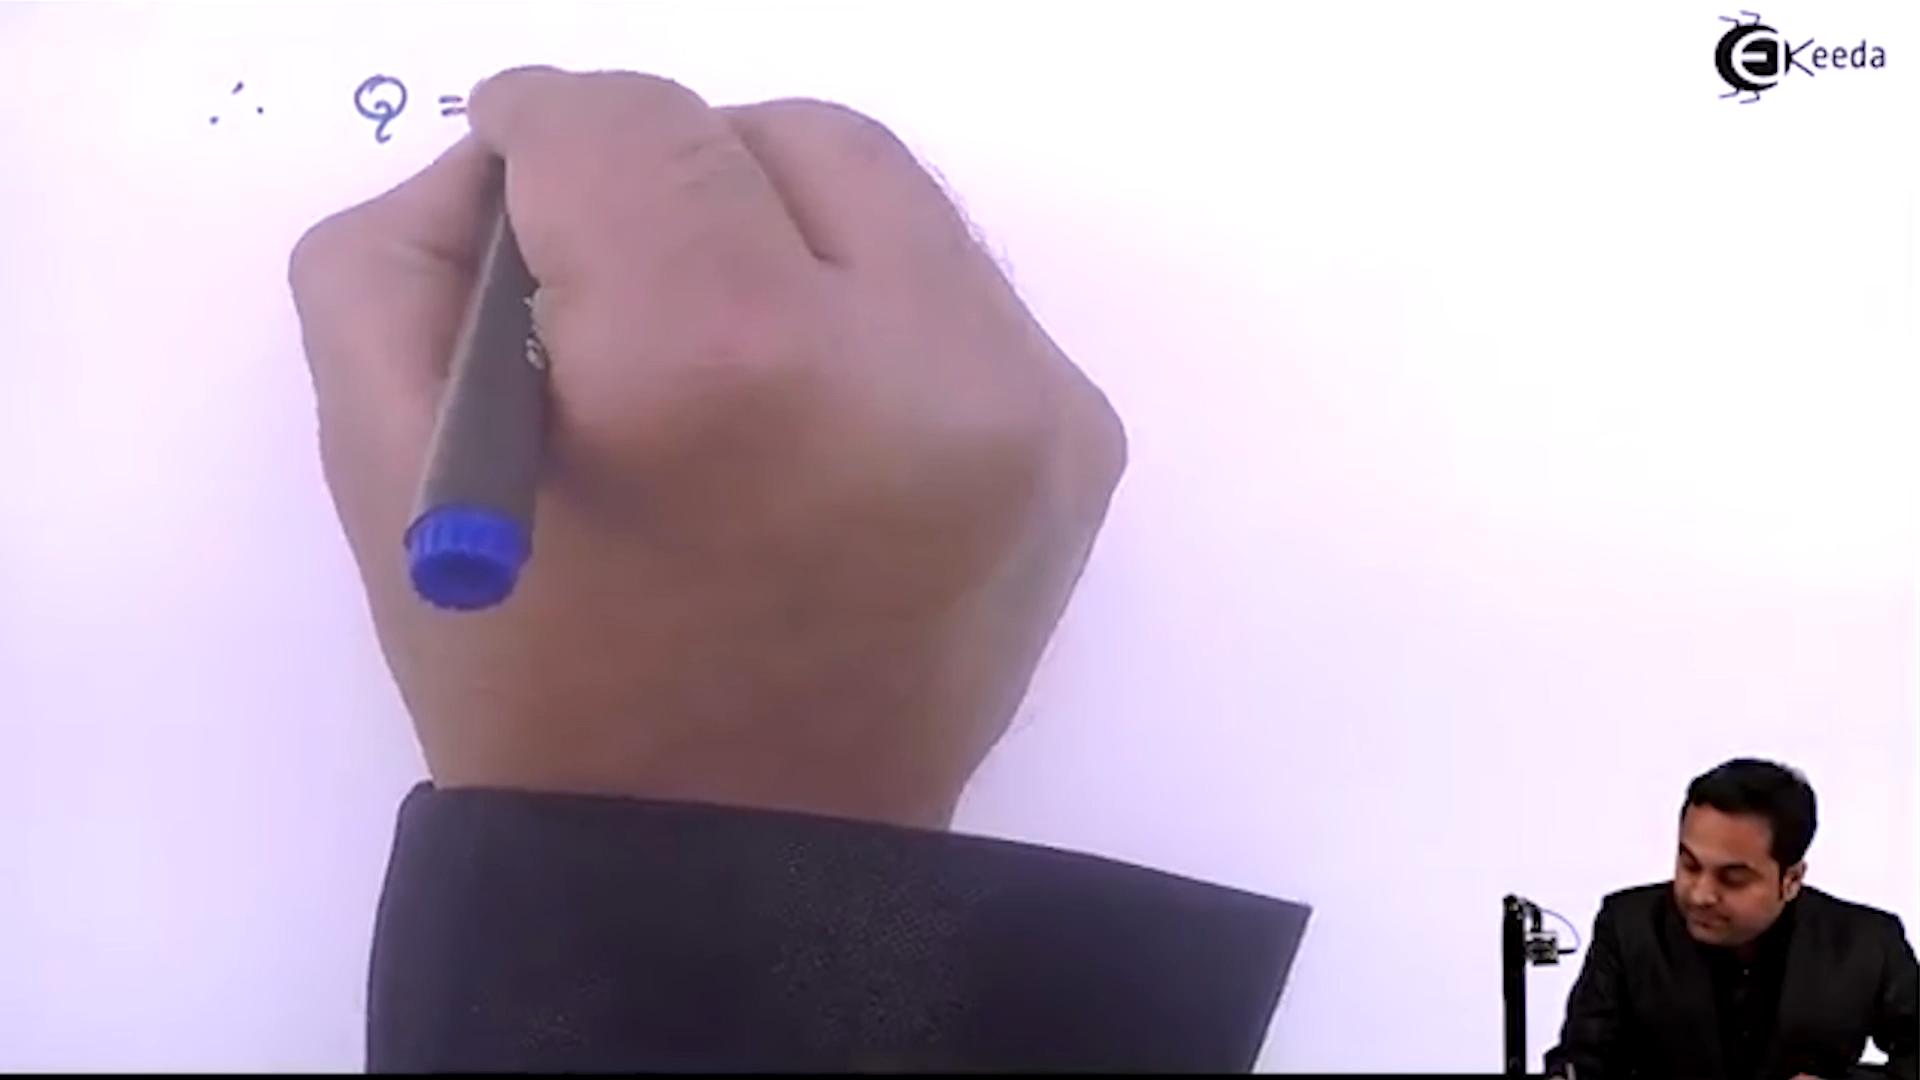 ∴ Q =
Keeda